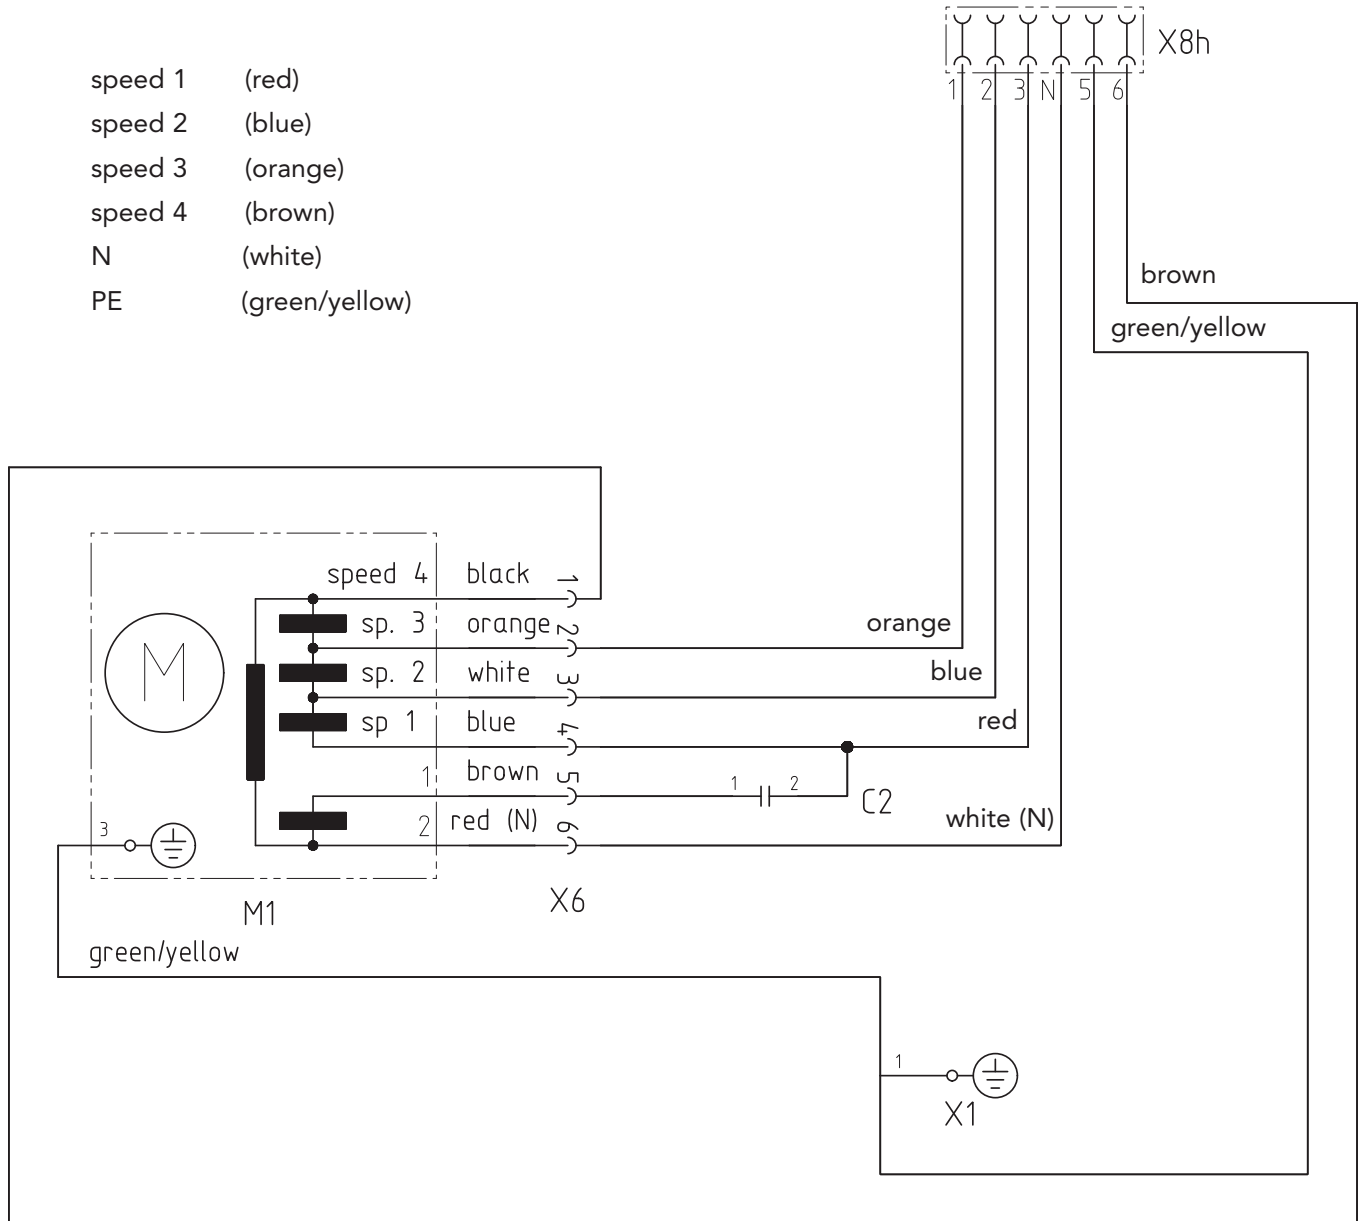 X8h
1 2 3 N 5 6
speed 1 (red)
speed 2 (blue)
speed 3 (orange)
speed 4 (brown)
N (white)
PE (green/yellow)
brown
green/yellow
speed 4 black 1
sp. 3 orange 2
orange
sp. 2 white 3
blue
sp 1 blue 4
red
1 brown 5
1 2
C2
2 red (N) 6
white (N)
M
3
M1
X6
green/yellow
1
X1